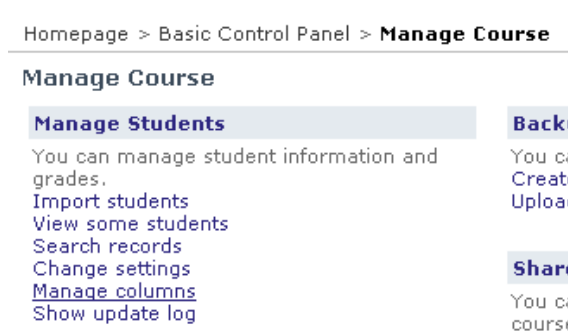 Homepage > Basic Control Panel > Manage Course
Manage Course
Manage Students
You can manage student information and
grades.
Import students
View some students
Search records
Change settings
Manage columns
Show update log
You